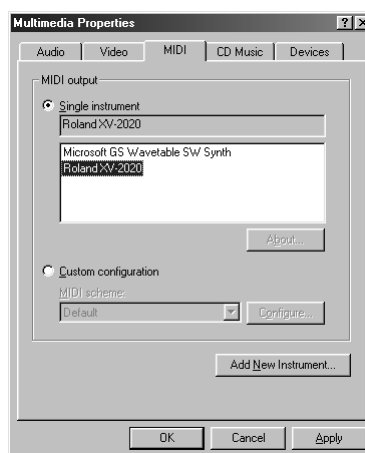 Multimedia Properties
Audio Video MIDI CD Music Devices
MIDI output
Single instrument
Roland XV-2020
Microsoft GS Wavetable SW Synth
Roland XV-2020
About...
Custom configuration
MIDI scheme:
Default Configure...
Add New Instrument...
OK Cancel Apply